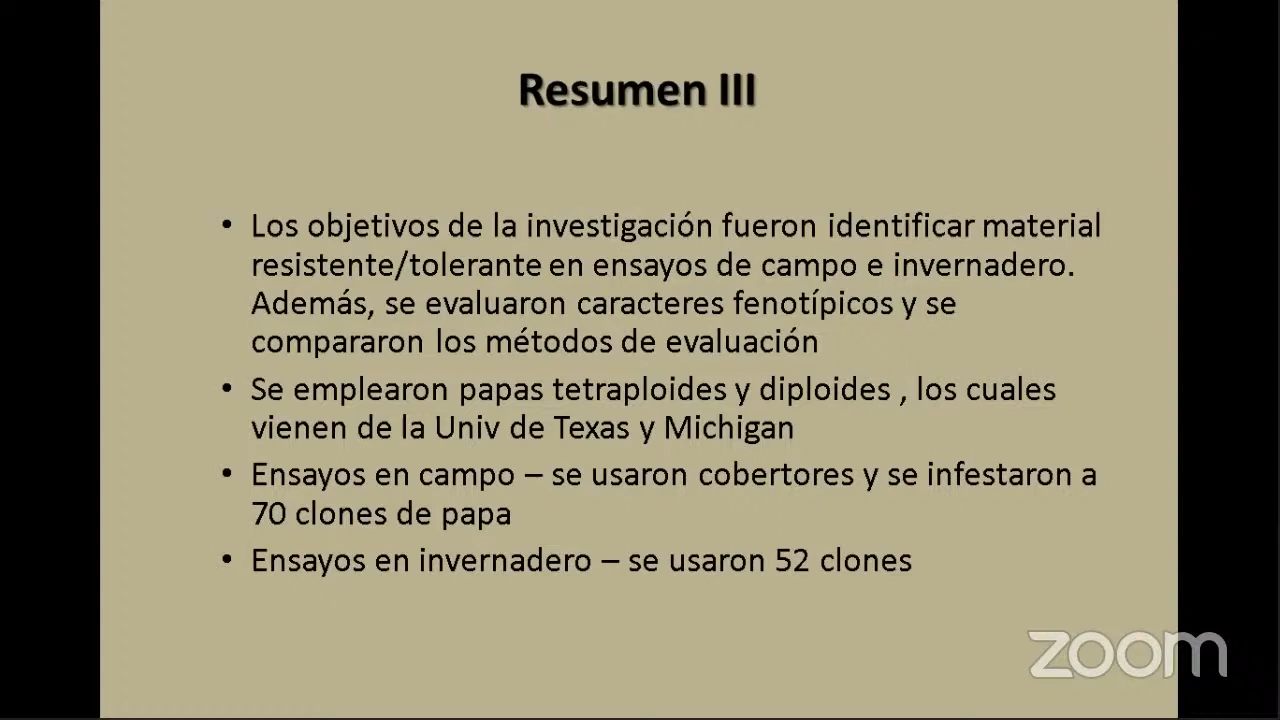 Resumen III
• Los objetivos de la investigación fueron identificar material
resistente/tolerante en ensayos de campo e invernadero.
Además, se evaluaron caracteres fenotípicos y se
compararon los métodos de evaluación
• Se emplearon papas tetraploides y diploides , los cuales
vienen de la Univ de Texas y Michigan
• Ensayos en campo – se usaron cobertores y se infestaron a
70 clones de papa
• Ensayos en invernadero – se usaron 52 clones
zoom